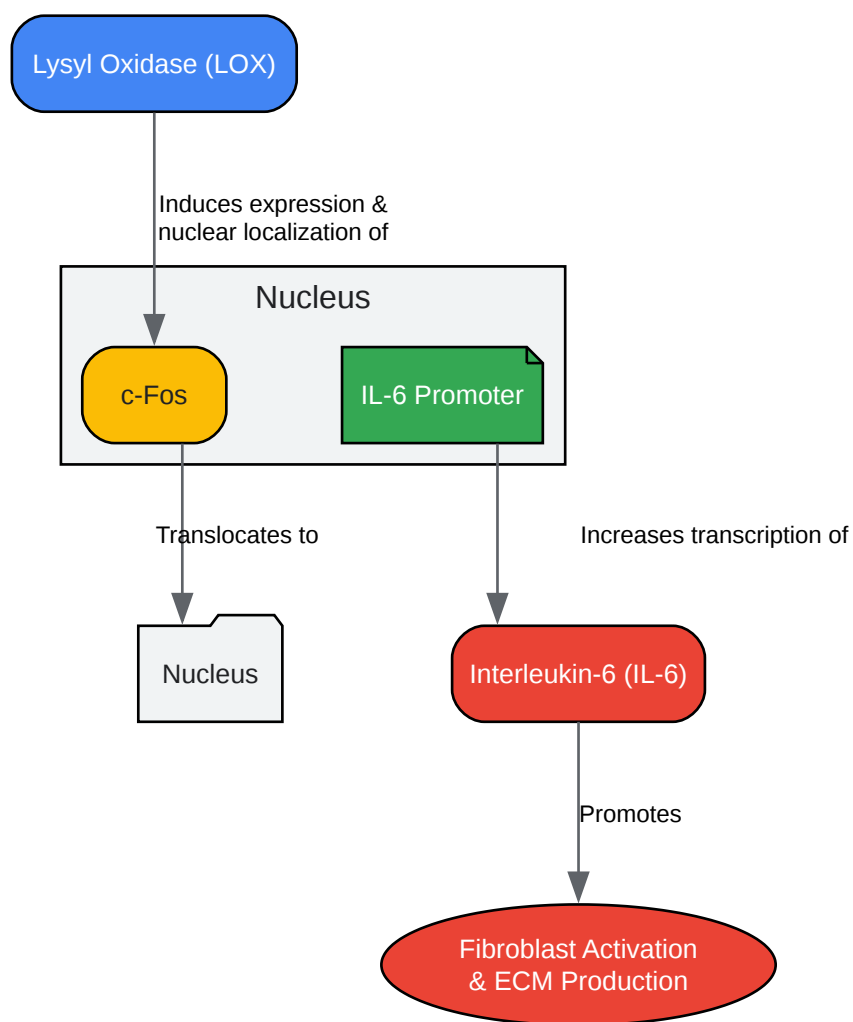 Lysyl Oxidase (LOX)
Induces expression &
nuclear localization of
Nucleus
c-Fos
IL-6 Promoter
Translocates to
Increases transcription of
Nucleus
Interleukin-6 (IL-6)
Promotes
Fibroblast Activation
& ECM Production